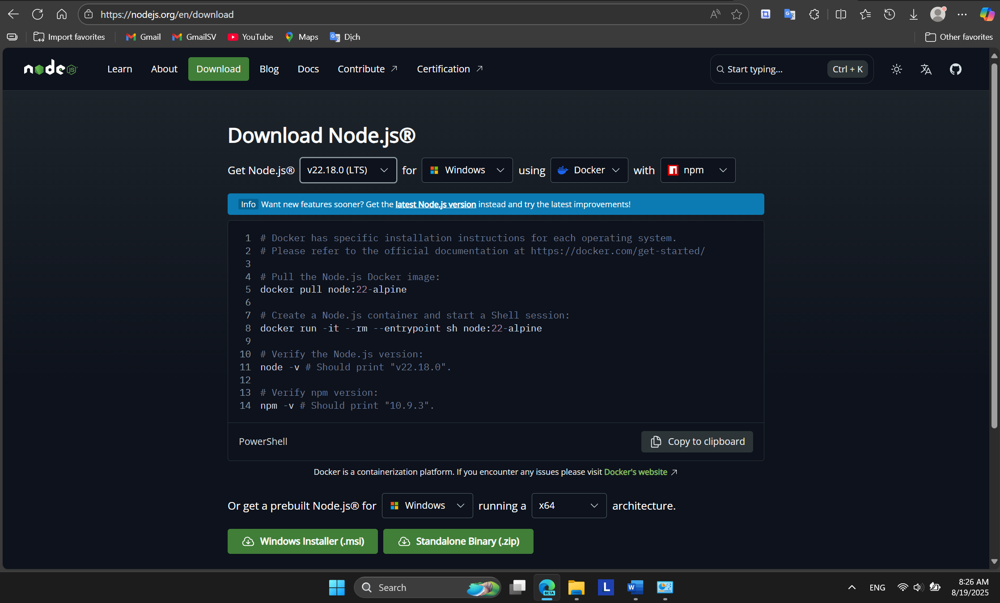 https://nodejs.org/en/download
Import favorites
Gmail
GmailSV
YouTube
Maps
Dịch
Other favorites
node JS
Learn
About
Download
Blog
Docs
Contribute
Certification
Start typing...
Ctrl + K
Download Node.js®
Get Node.js® v22.18.0 (LTS) for Windows using Docker with npm
Info Want new features sooner? Get the latest Node.js version instead and try the latest improvements!
1 # Docker has specific installation instructions for each operating system.
2 # Please refer to the official documentation at https://docker.com/get-started/
3
4 # Pull the Node.js Docker image:
5 docker pull node:22-alpine
6
7 # Create a Node.js container and start a Shell session:
8 docker run -it --rm --entrypoint sh node:22-alpine
9
10 # Verify the Node.js version:
11 node -v # Should print "v22.18.0".
12
13 # Verify npm version:
14 npm -v # Should print "10.9.3".
PowerShell
Copy to clipboard
Docker is a containerization platform. If you encounter any issues please visit Docker's website
Or get a prebuilt Node.js® for Windows running a x64 architecture.
Windows Installer (.msi)
Standalone Binary (.zip)
Search
BETA
L
W
ENG
8:26 AM
8/19/2025